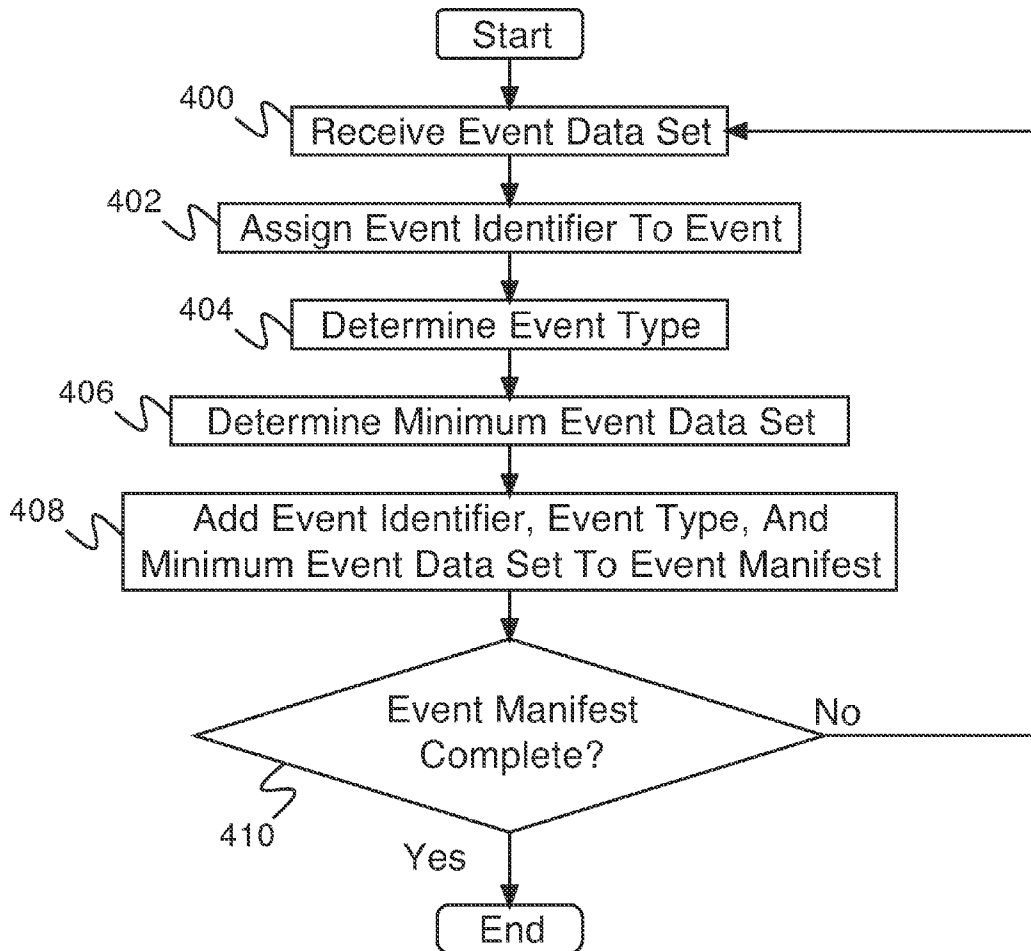 Start
400
Receive Event Data Set
402
Assign Event Identifier To Event
404
Determine Event Type
406
Determine Minimum Event Data Set
408
Add Event Identifier, Event Type, And
Minimum Event Data Set To Event Manifest
Event Manifest
Complete?
No
410
Yes
End